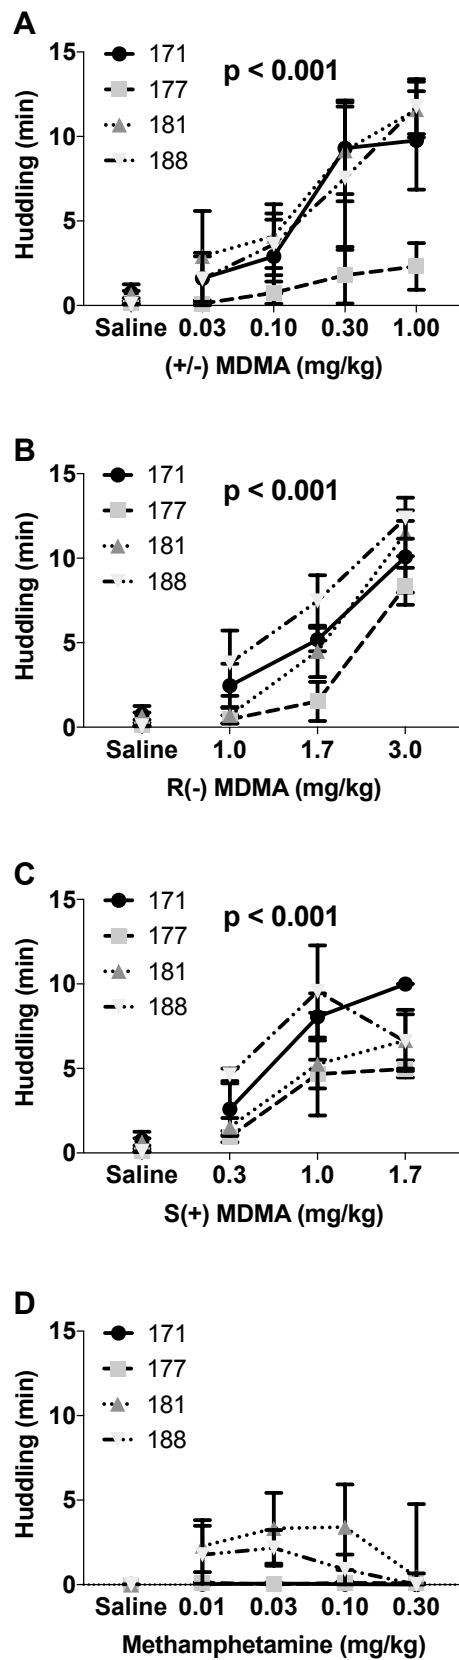 A
15
10
5
0
Huddling (min)
171
177
181
188
p < 0.001
Saline 0.03 0.10 0.30 1.00
(+/-) MDMA (mg/kg)
B
15
10
5
0
Huddling (min)
171
177
181
188
p < 0.001
Saline 1.0 1.7 3.0
R(-) MDMA (mg/kg)
C
15
10
5
0
Huddling (min)
171
177
181
188
p < 0.001
Saline 0.3 1.0 1.7
S(+) MDMA (mg/kg)
D
15
10
5
0
Huddling (min)
171
177
181
188
Saline 0.01 0.03 0.10 0.30
Methamphetamine (mg/kg)